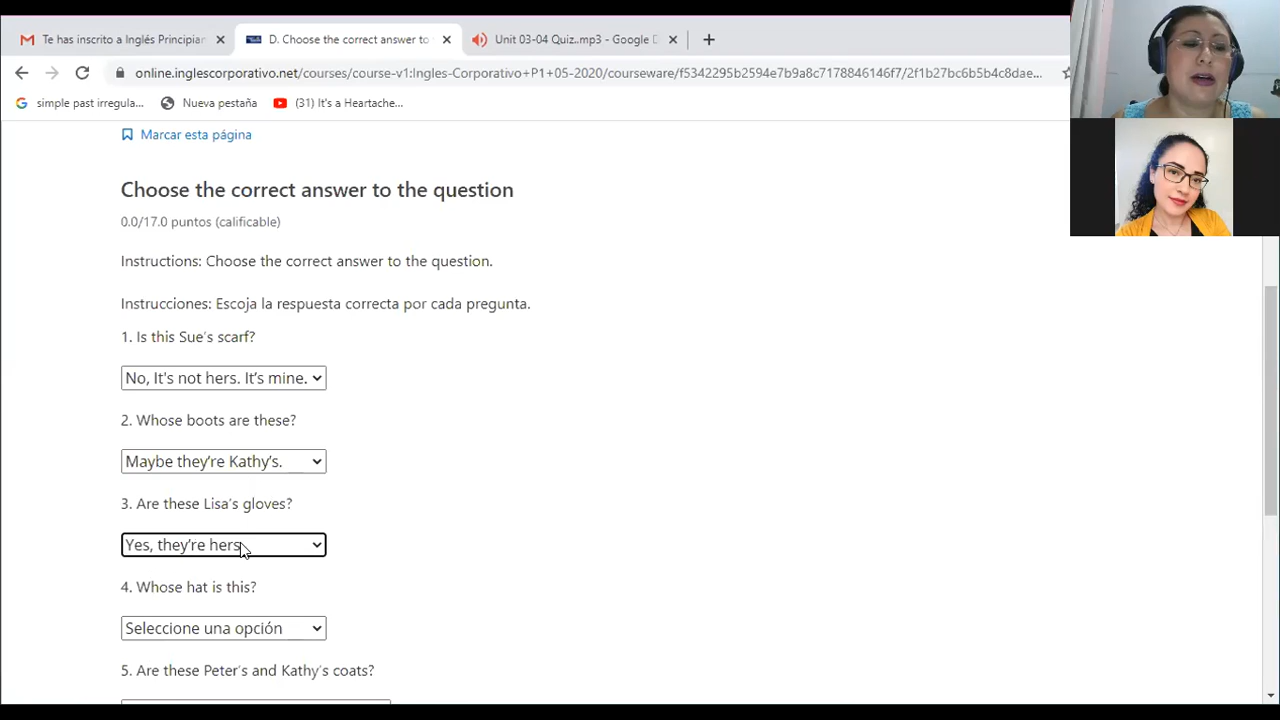 Te has inscrito a Inglés Principian
D. Choose the correct answer to
Unit 03-04 Quiz..mp3 - Google D
online.inglescorporativo.net/courses/course-v1:Ingles-Corporativo+P1+05-2020/courseware/f5342295b2594e7b9a8c7178846146f7/2f1b27bc6b5b4c8dae...
simple past irregula...
Nueva pestaña
(31) It's a Heartache...
Marcar esta página
Choose the correct answer to the question
0.0/17.0 puntos (calificable)
Instructions: Choose the correct answer to the question.
Instrucciones: Escoja la respuesta correcta por cada pregunta.
1. Is this Sue´s scarf?
No, It's not hers. It’s mine.
2. Whose boots are these?
Maybe they’re Kathy’s.
3. Are these Lisa´s gloves?
Yes, they’re hers.
4. Whose hat is this?
Seleccione una opción
5. Are these Peter´s and Kathy´s coats?